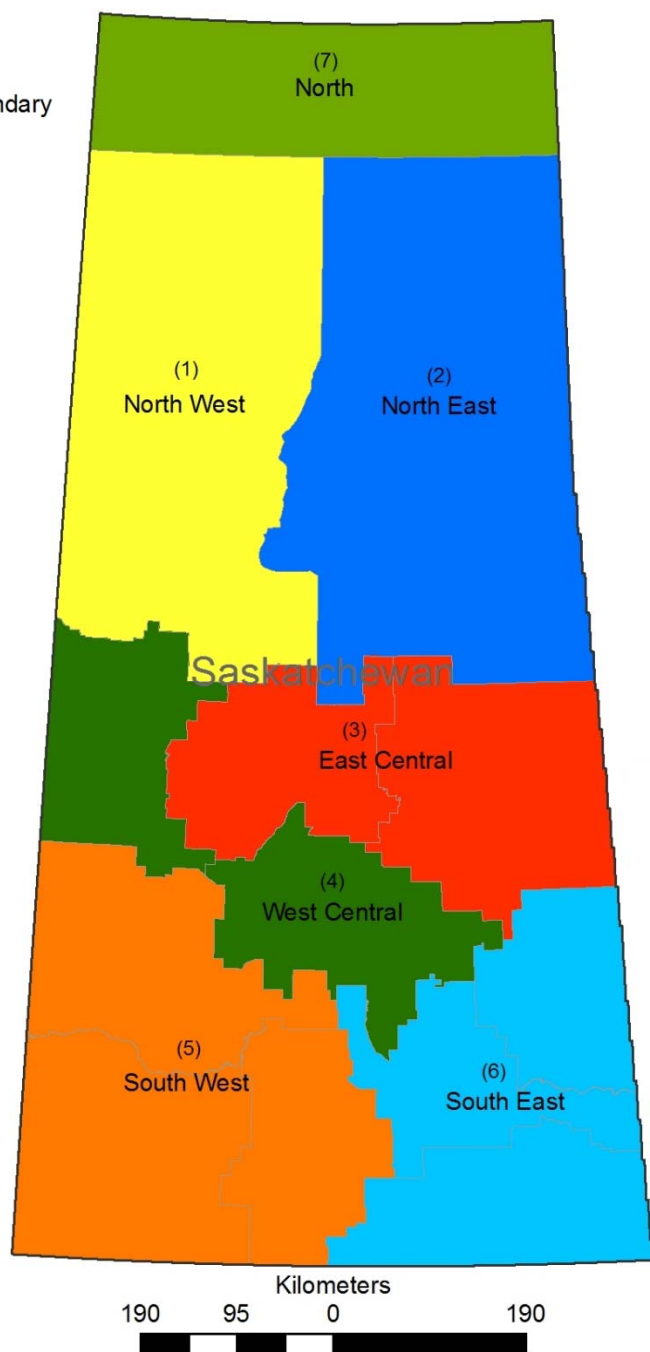 (7)
North
ndary
(1)
North West
(2)
North East
Saskatchewan
(3)
East Central
(4)
West Central
(5)
South West
(6)
South East
Kilometers
190 95 0 190